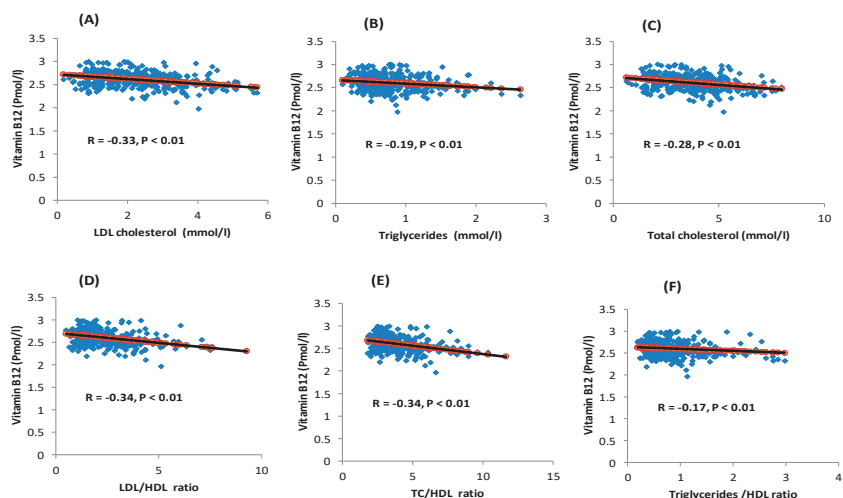 (A)
Vitamin B12 (Pmol/l)
3.5
3
2.5
2
1.5
1
0.5
0
R = -0.33, P < 0.01
0
2
4
6
LDL cholesterol (mmol/l)
(B)
Vitamin B12 (Pmol/l)
3.5
3
2.5
2
1.5
1
0.5
0
R = -0.19, P < 0.01
0
1
2
3
Triglycerides (mmol/l)
(C)
Vitamin B12 (Pmol/l)
3.5
3
2.5
2
1.5
1
0.5
0
R = -0.28, P < 0.01
0
5
10
Total cholesterol (mmol/l)
(D)
Vitamin B12 (Pmol/l)
3.5
3
2.5
2
1.5
1
0.5
0
R = -0.34, P < 0.01
0
5
10
LDL/HDL ratio
(E)
Vitamin B12 (Pmol/l)
3.5
3
2.5
2
1.5
1
0.5
0
R = -0.34, P < 0.01
0
5
10
15
TC/HDL ratio
(F)
Vitamin B12 (Pmol/l)
3.5
3
2.5
2
1.5
1
0.5
0
R = -0.17, P < 0.01
0
1
2
3
4
Triglycerides /HDL ratio